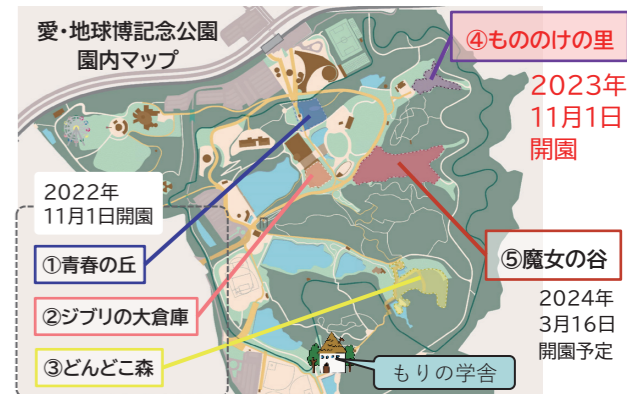 愛・地球博記念公園
園内マップ
④もののけの里
2023年
11月1日
開園
2022年
11月1日開園
①青春の丘
②ジブリの大倉庫
③どんどこ森
⑤魔女の谷
2024年
3月16日
開園予定
もりの学舎